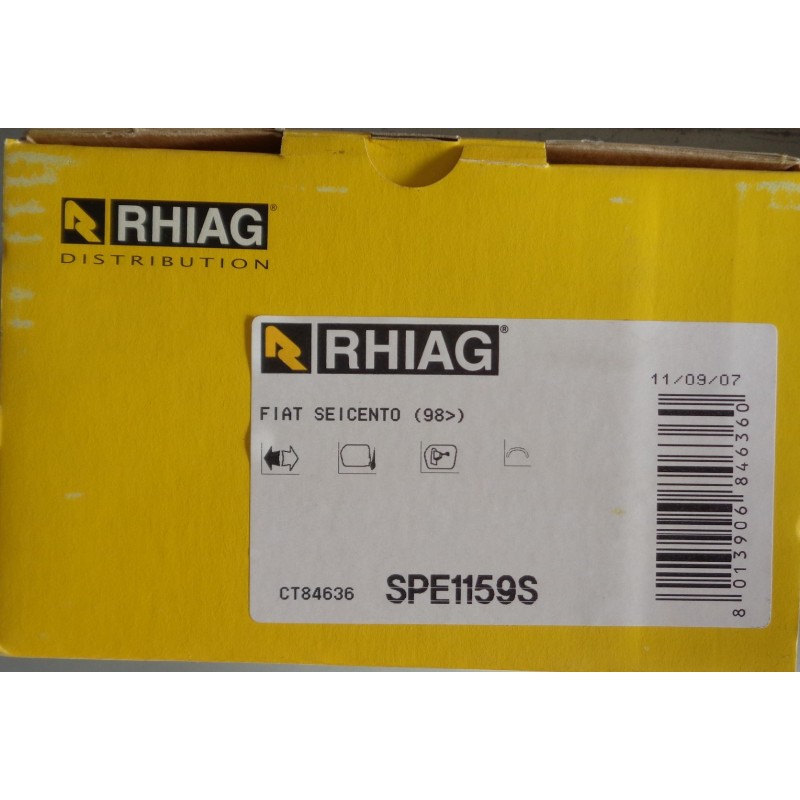 RHIAG®
DISTRIBUTION
RHIAG®
11/09/07
FIAT SEICENTO (98>)
CT84636 SPE1159S
8 013906 846360